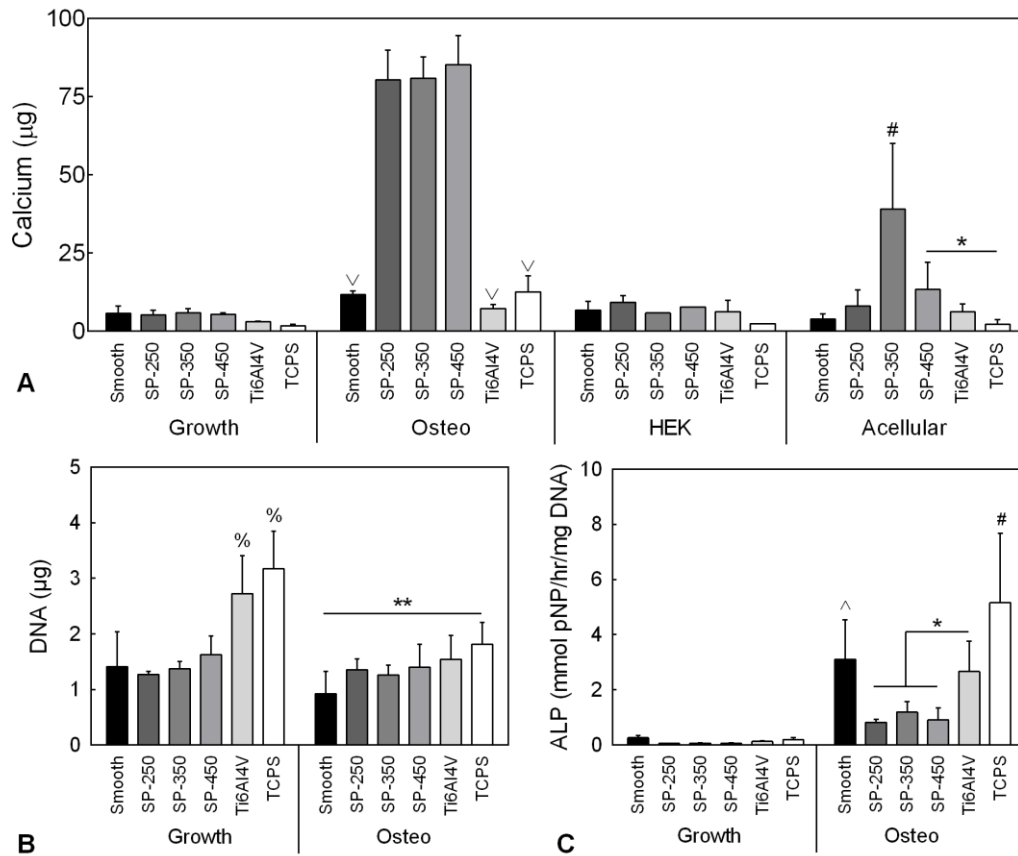 100
75
50
25
0
Calcium (µg)
#
*
∨
∨
∨
Smooth SP-250 SP-350 SP-450 Ti6Al4V TCPS Smooth SP-250 SP-350 SP-450 Ti6Al4V TCPS Smooth SP-250 SP-350 SP-450 Ti6Al4V TCPS Smooth SP-250 SP-350 SP-450 Ti6Al4V TCPS
A
Growth Osteo HEK Acellular
5
4
3
2
1
0
DNA (µg)
% %
**
Smooth SP-250 SP-350 SP-450 Ti6Al4V TCPS Smooth SP-250 SP-350 SP-450 Ti6Al4V TCPS
B
Growth Osteo
10
8
6
4
2
0
ALP (mmol pNP/hr/mg DNA)
#
^
*
Smooth SP-250 SP-350 SP-450 Ti6Al4V TCPS Smooth SP-250 SP-350 SP-450 Ti6Al4V TCPS
C
Growth Osteo